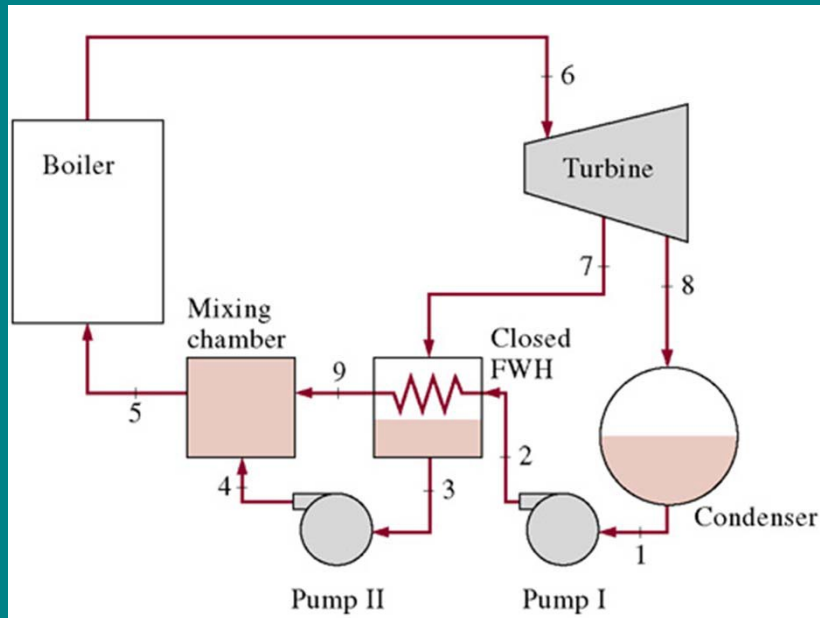 6
Boiler
Turbine
7
8
Mixing
chamber
Closed
FWH
9
5
2
4
3
Condenser
1
Pump II
Pump I